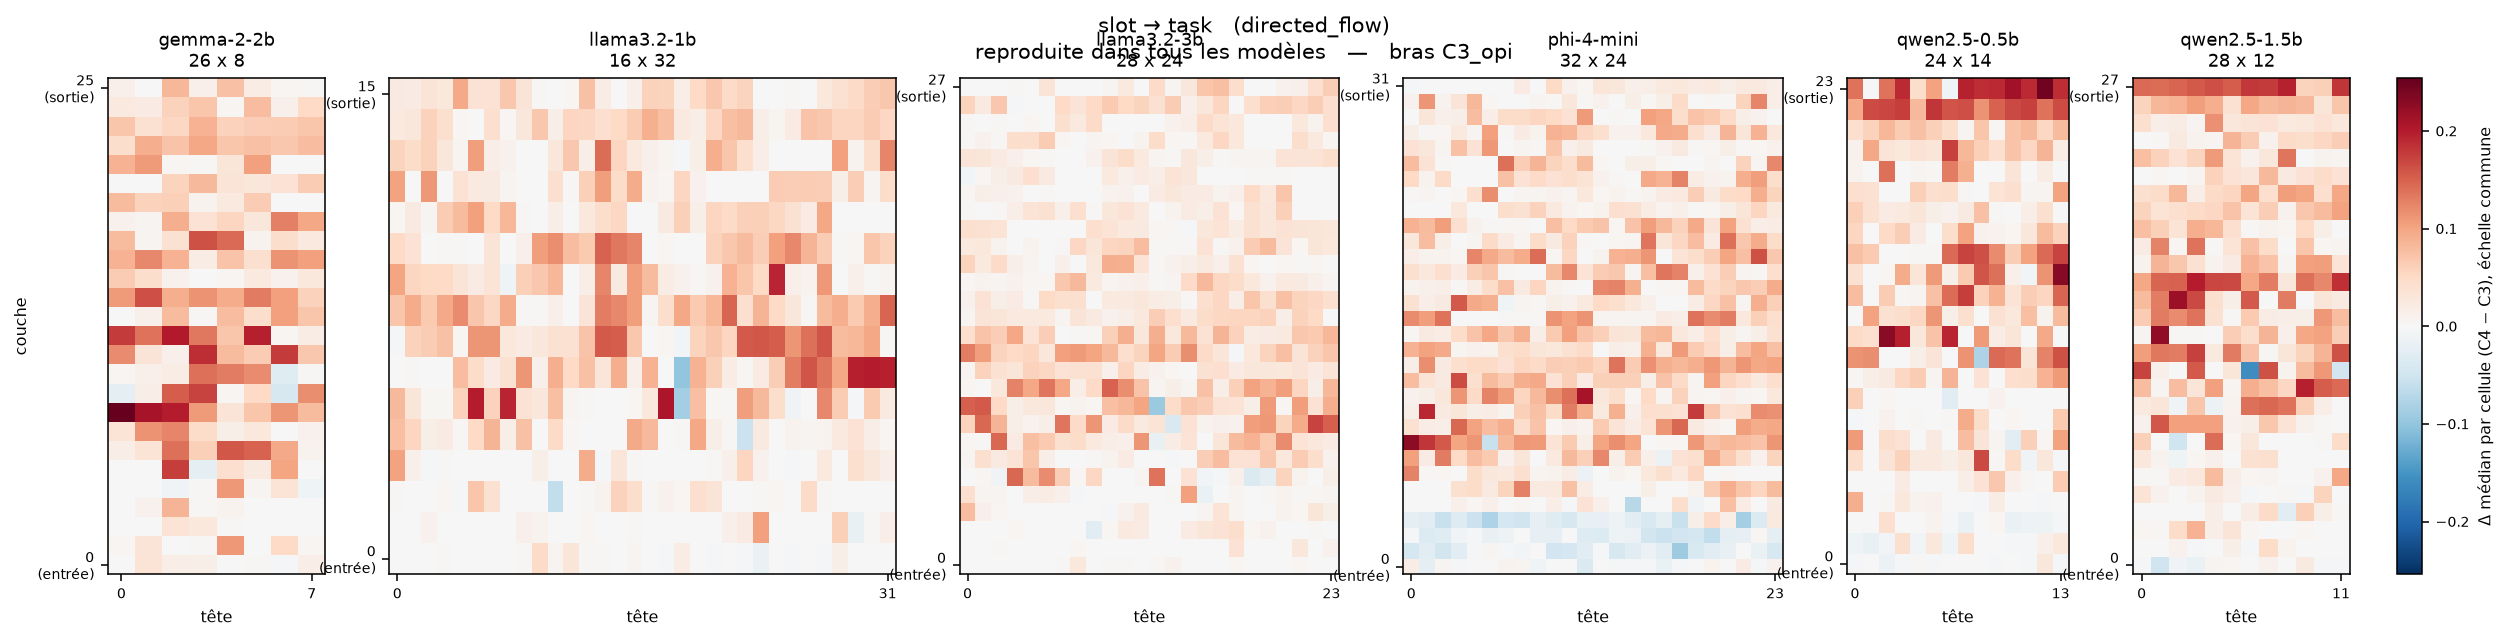 slot → task   (directed_flow)
reproduite dans tous les modèles   —   bras C3_opi
gemma-2-2b
26 x 8
llama3.2-1b
16 x 32
llama3.2-3b
28 x 24
phi-4-mini
32 x 24
qwen2.5-0.5b
24 x 14
qwen2.5-1.5b
28 x 12
couche
25
(sortie)
0
(entrée)
0
7
tête
15
(sortie)
0
(entrée)
0
31
tête
27
(sortie)
0
(entrée)
0
23
tête
31
(sortie)
0
(entrée)
0
23
tête
23
(sortie)
0
(entrée)
0
13
tête
27
(sortie)
0
(entrée)
0
11
tête
0.2
0.1
0.0
−0.1
−0.2
Δ médian par cellule (C4 − C3), échelle commune